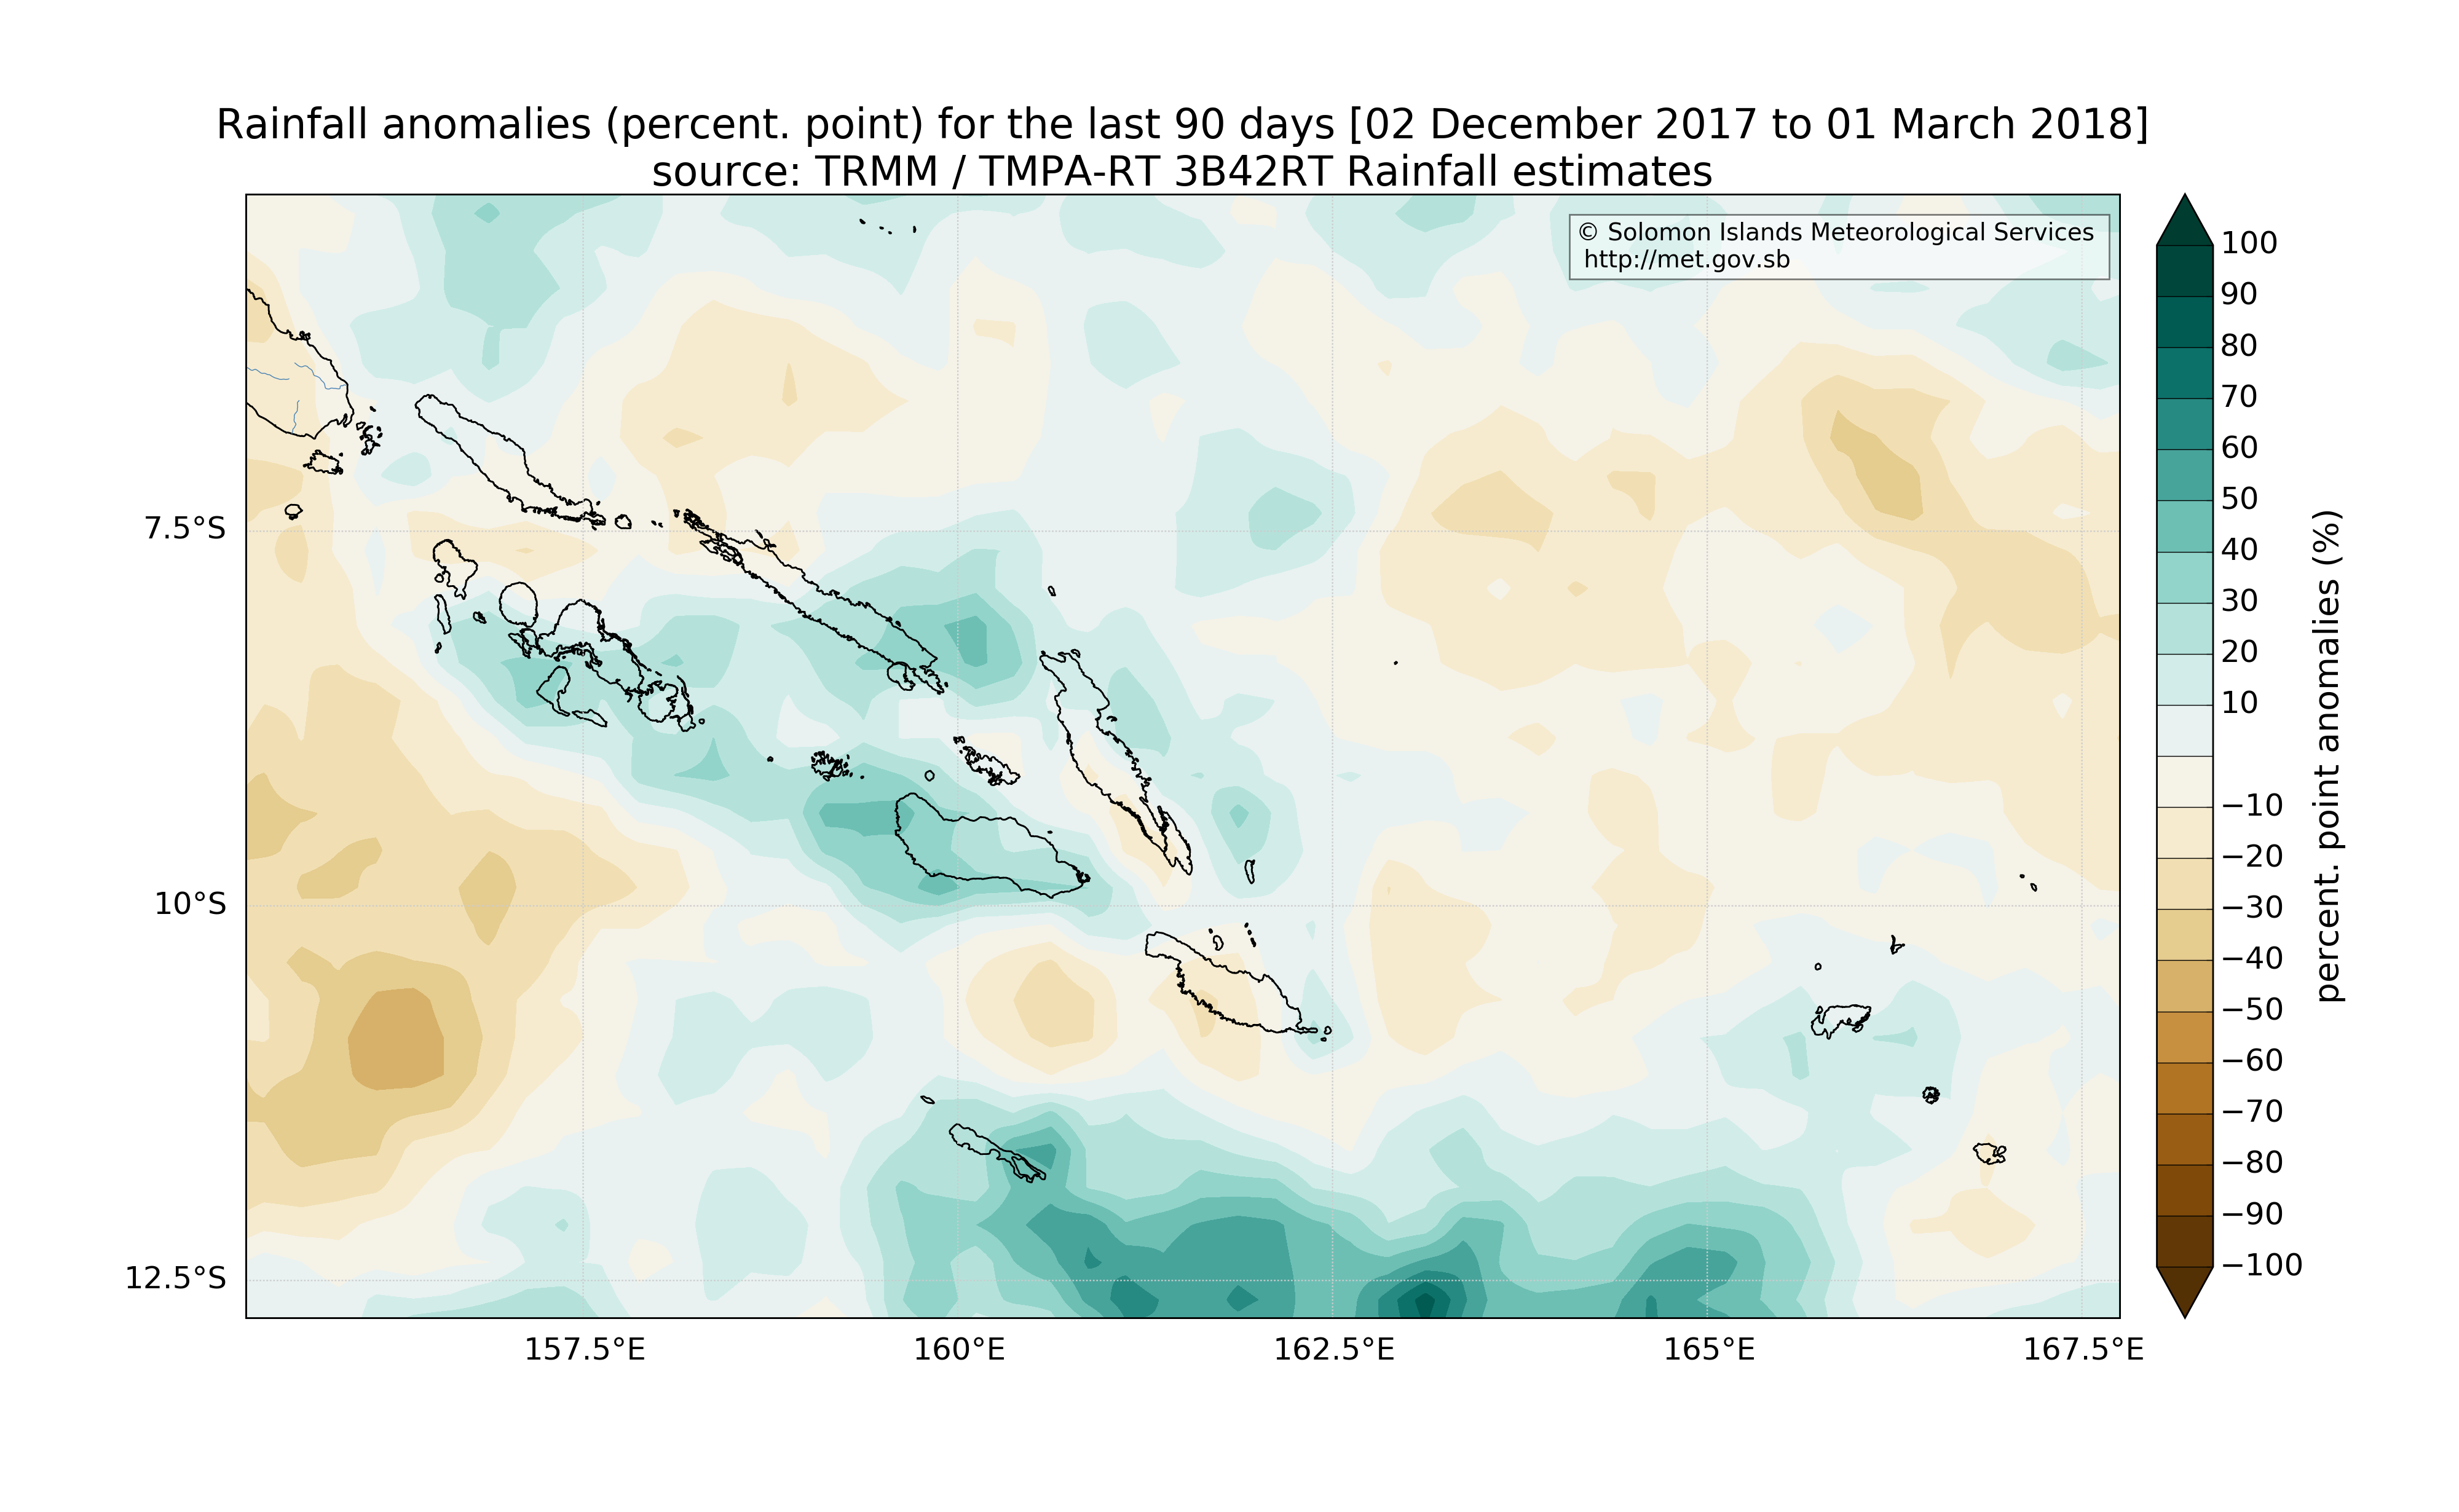 Rainfall anomalies (percent. point) for the last 90 days [02 December 2017 to 01 March 2018]
source: TRMM / TMPA-RT 3B42RT Rainfall estimates
© Solomon Islands Meteorological Services
http://met.gov.sb
7.5°S
10°S
12.5°S
157.5°E
160°E
162.5°E
165°E
167.5°E
100
90
80
70
60
50
40
30
20
10
−10
−20
−30
−40
−50
−60
−70
−80
−90
−100
percent. point anomalies (%)